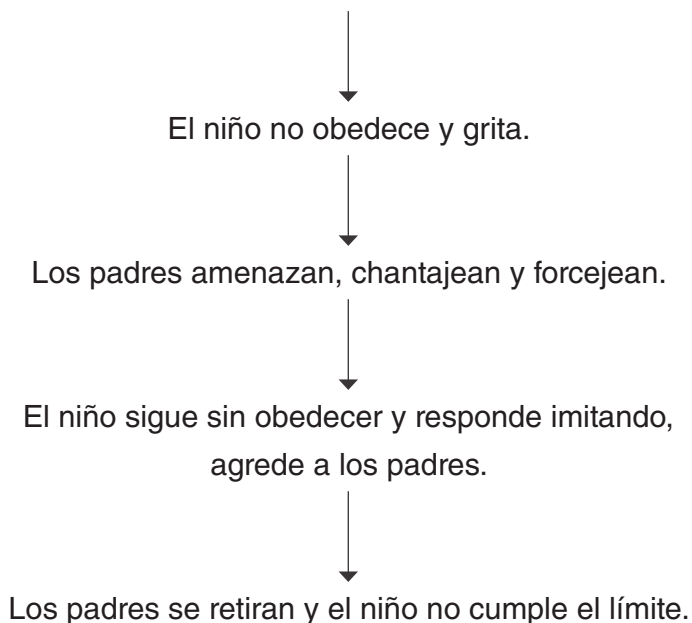 El niño no obedece y grita.
Los padres amenazan, chantajean y forcejean.
El niño sigue sin obedecer y responde imitando,
agrede a los padres.
Los padres se retiran y el niño no cumple el límite.